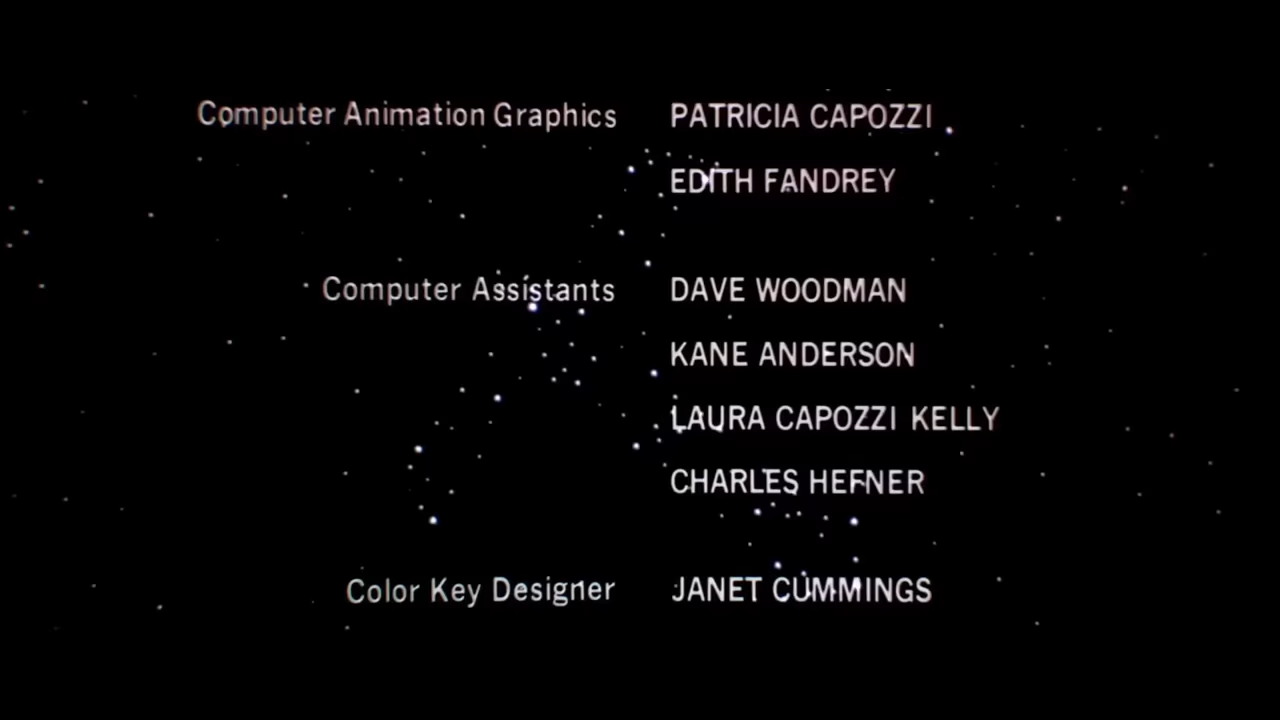 Computer Animation Graphics PATRICIA CAPOZZI
EDITH FANDREY
Computer Assistants DAVE WOODMAN
KANE ANDERSON
LAURA CAPOZZI KELLY
CHARLES HEFNER
Color Key Designer JANET CUMMINGS